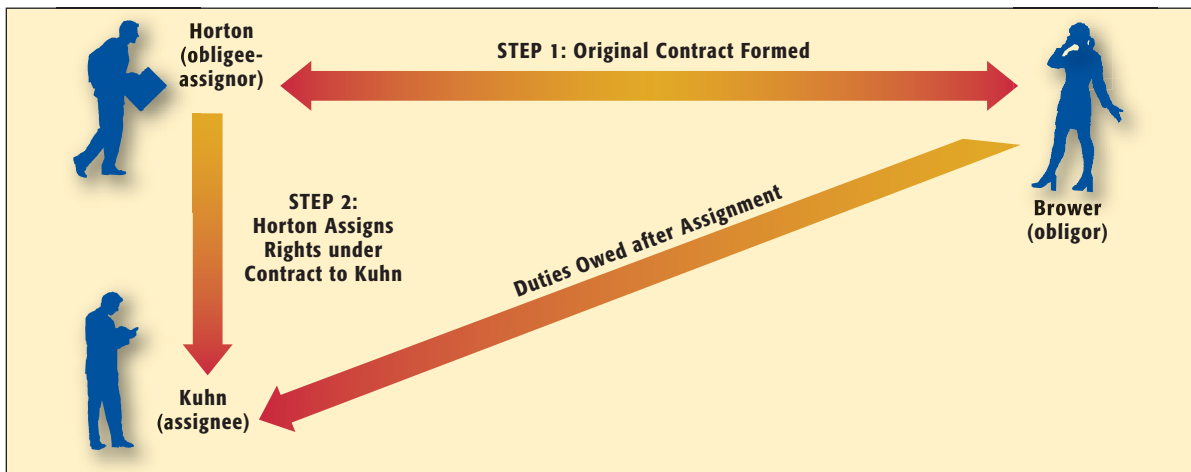 Horton
(obligee-
assignor)
STEP 1: Original Contract Formed
STEP 2:
Horton Assigns
Rights under
Contract to Kuhn
Duties Owed after Assignment
Brower
(obligor)
Kuhn
(assignee)